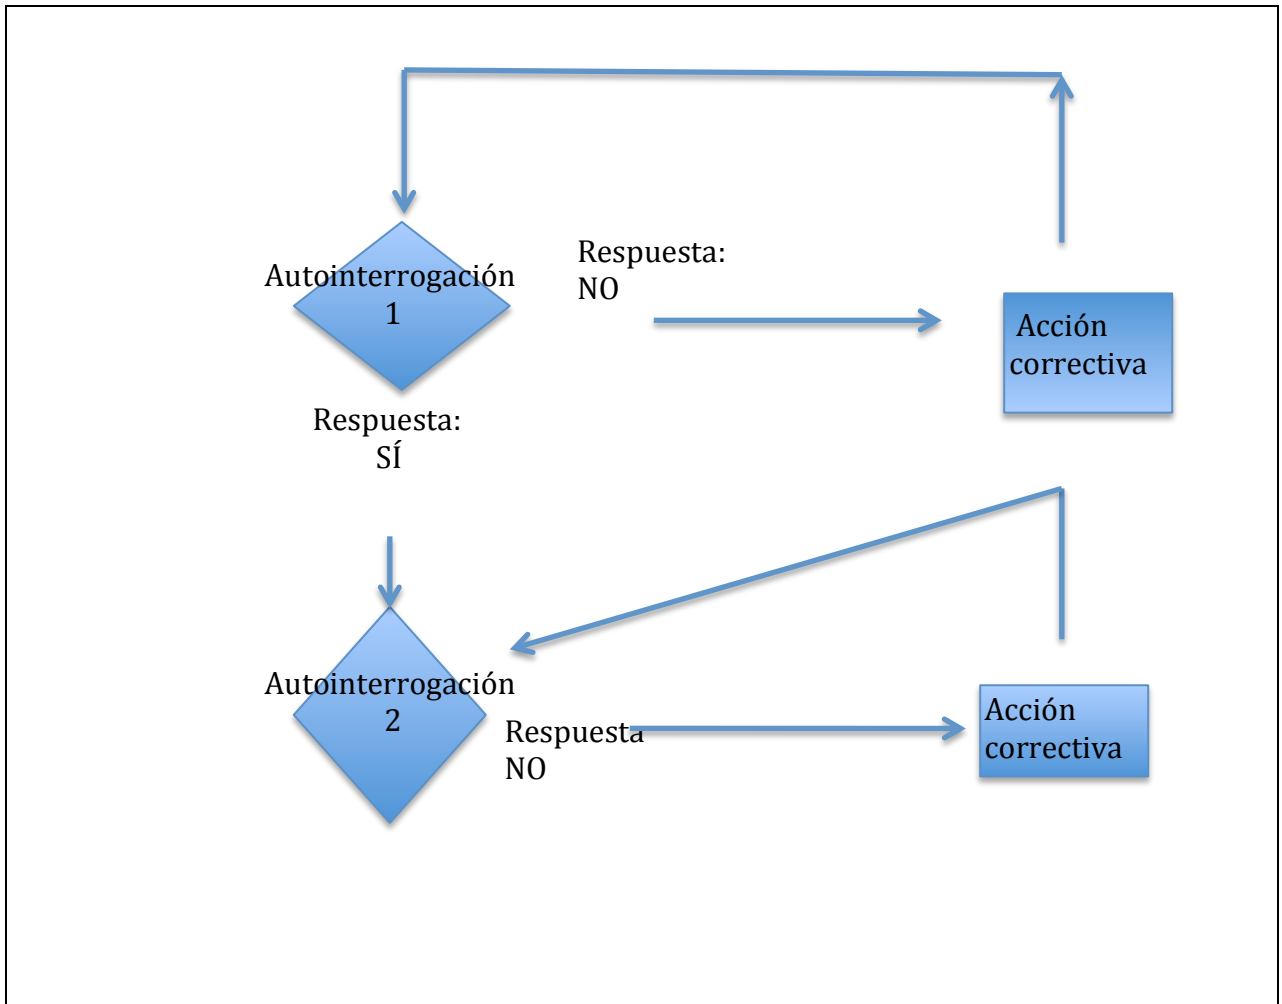 Autointerrogación
1
Respuesta:
NO
Acción
correctiva
Respuesta:
SÍ
Autointerrogación
2
Respuesta
NO
Acción
correctiva